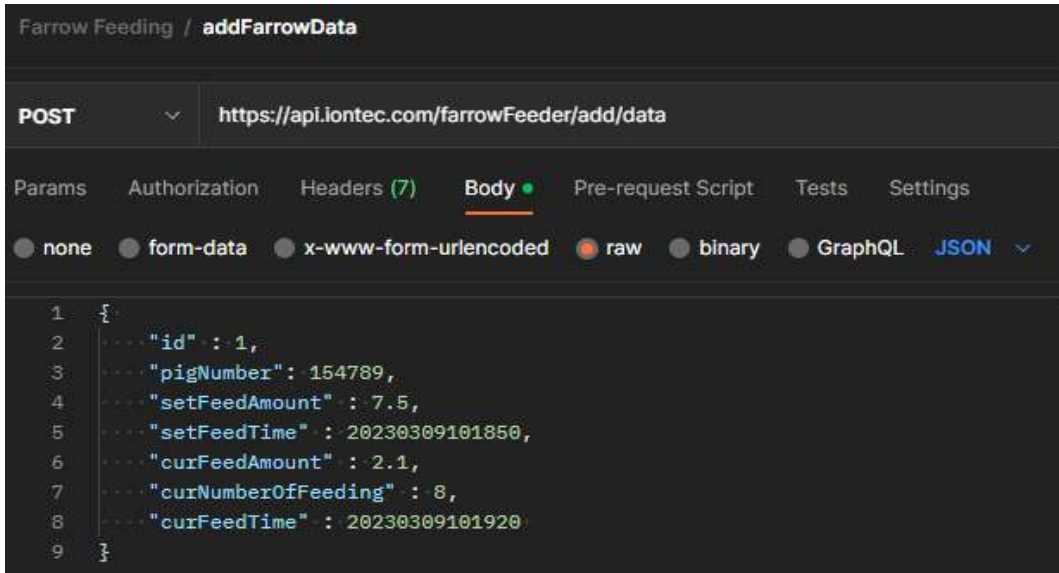 Farrow Feeding / addFarrowData
POST https://api.iontec.com/farrowFeeder/add/data
Params Authorization Headers (7) Body Pre-request Script Tests Settings
none form-data x-www-form-urlencoded raw binary GraphQL JSON
1 {
2 "id" : 1,
3 "pigNumber": 154789,
4 "setFeedAmount" : 7.5,
5 "setFeedTime" : 20230309101850,
6 "curFeedAmount" : 2.1,
7 "curNumberOfFeeding" : 8,
8 "curFeedTime" : 20230309101920
9 }